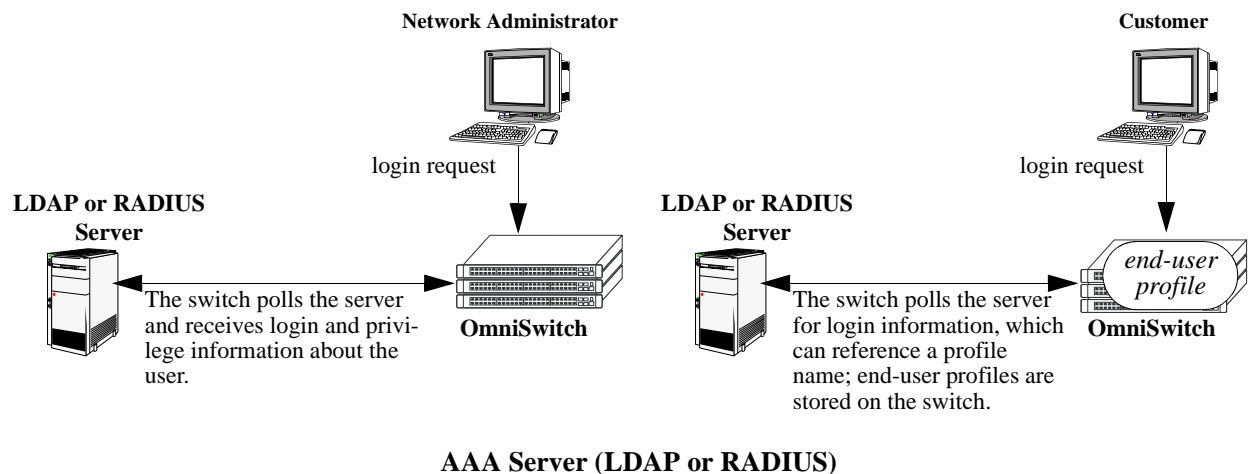 Network Administrator
login request
LDAP or RADIUS
Server
The switch polls the server
and receives login and privi-
lege information about the
user.
OmniSwitch
Customer
login request
LDAP or RADIUS
Server
end-user
profile
The switch polls the server
for login information, which
can reference a profile
name; end-user profiles are
stored on the switch.
OmniSwitch
AAA Server (LDAP or RADIUS)